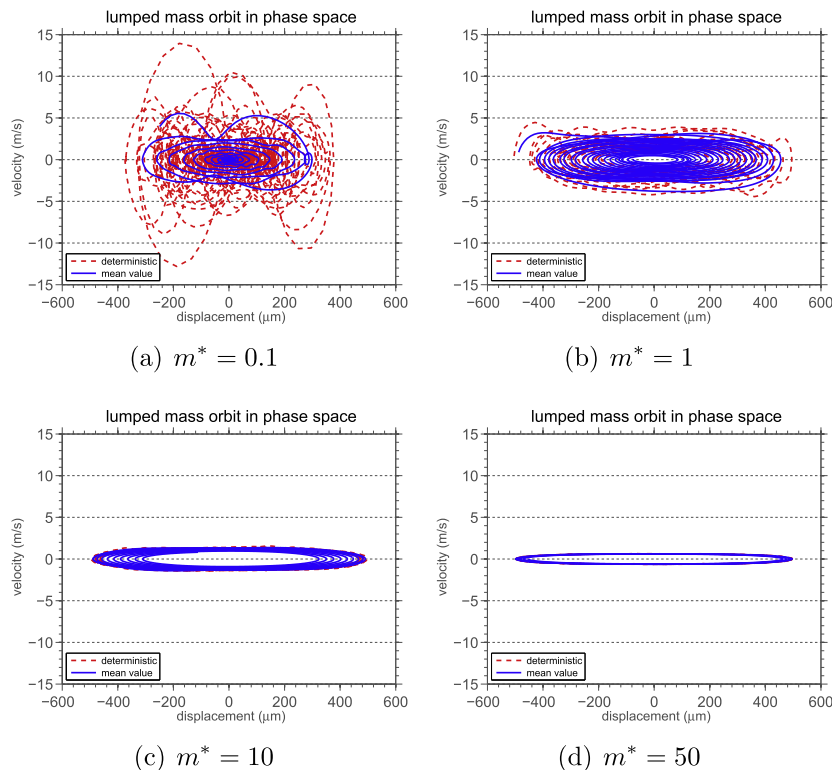 lumped mass orbit in phase space
15
10
5
0
−5
−10
−15
velocity (m/s)
deterministic
mean value
−600 −400 −200 0 200 400 600
displacement (μm)
(a) m* = 0.1
lumped mass orbit in phase space
15
10
5
0
−5
−10
−15
velocity (m/s)
deterministic
mean value
−600 −400 −200 0 200 400 600
displacement (μm)
(b) m* = 1
lumped mass orbit in phase space
15
10
5
0
−5
−10
−15
velocity (m/s)
deterministic
mean value
−600 −400 −200 0 200 400 600
displacement (μm)
(c) m* = 10
lumped mass orbit in phase space
15
10
5
0
−5
−10
−15
velocity (m/s)
deterministic
mean value
−600 −400 −200 0 200 400 600
displacement (μm)
(d) m* = 50